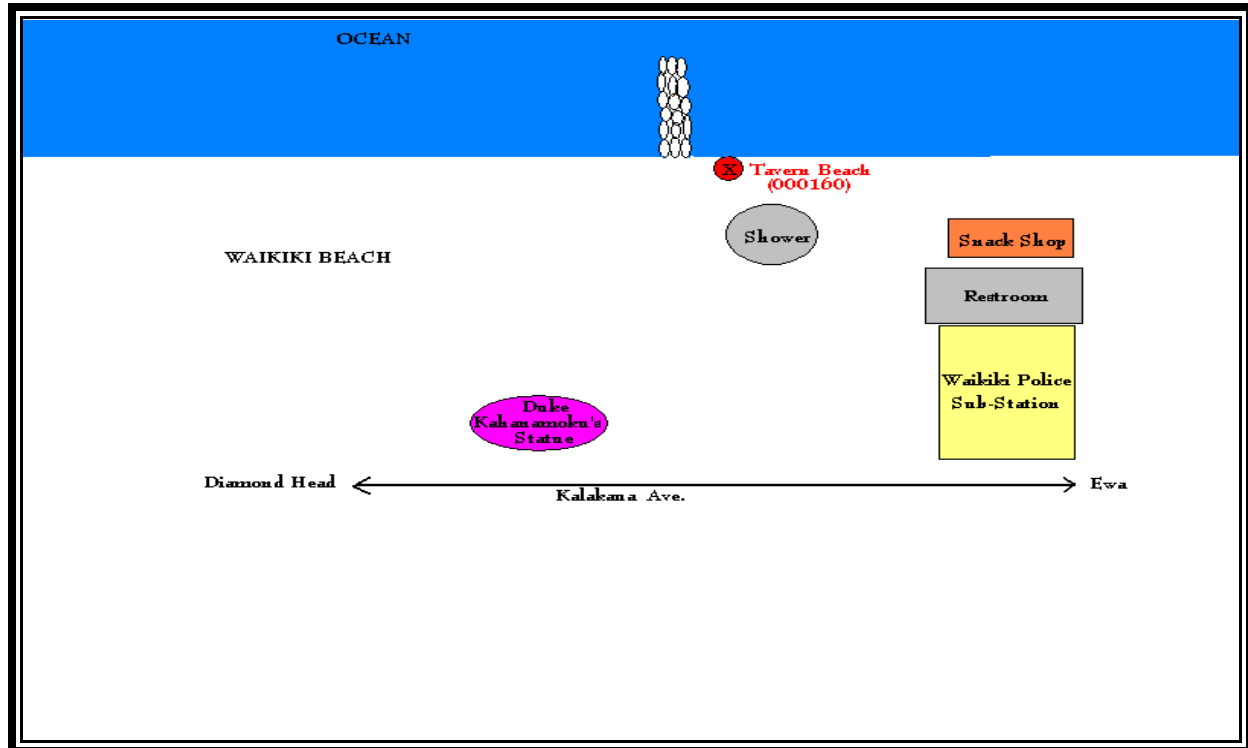 OCEAN
X
Tavern Beach
(000160)
Shower
Snack Shop
WAIKIKI BEACH
Restroom
Waikiki Police
Sub-Station
Duke
Kahanamoku's
Statue
Diamond Head
Ewa
Kalakana Ave.